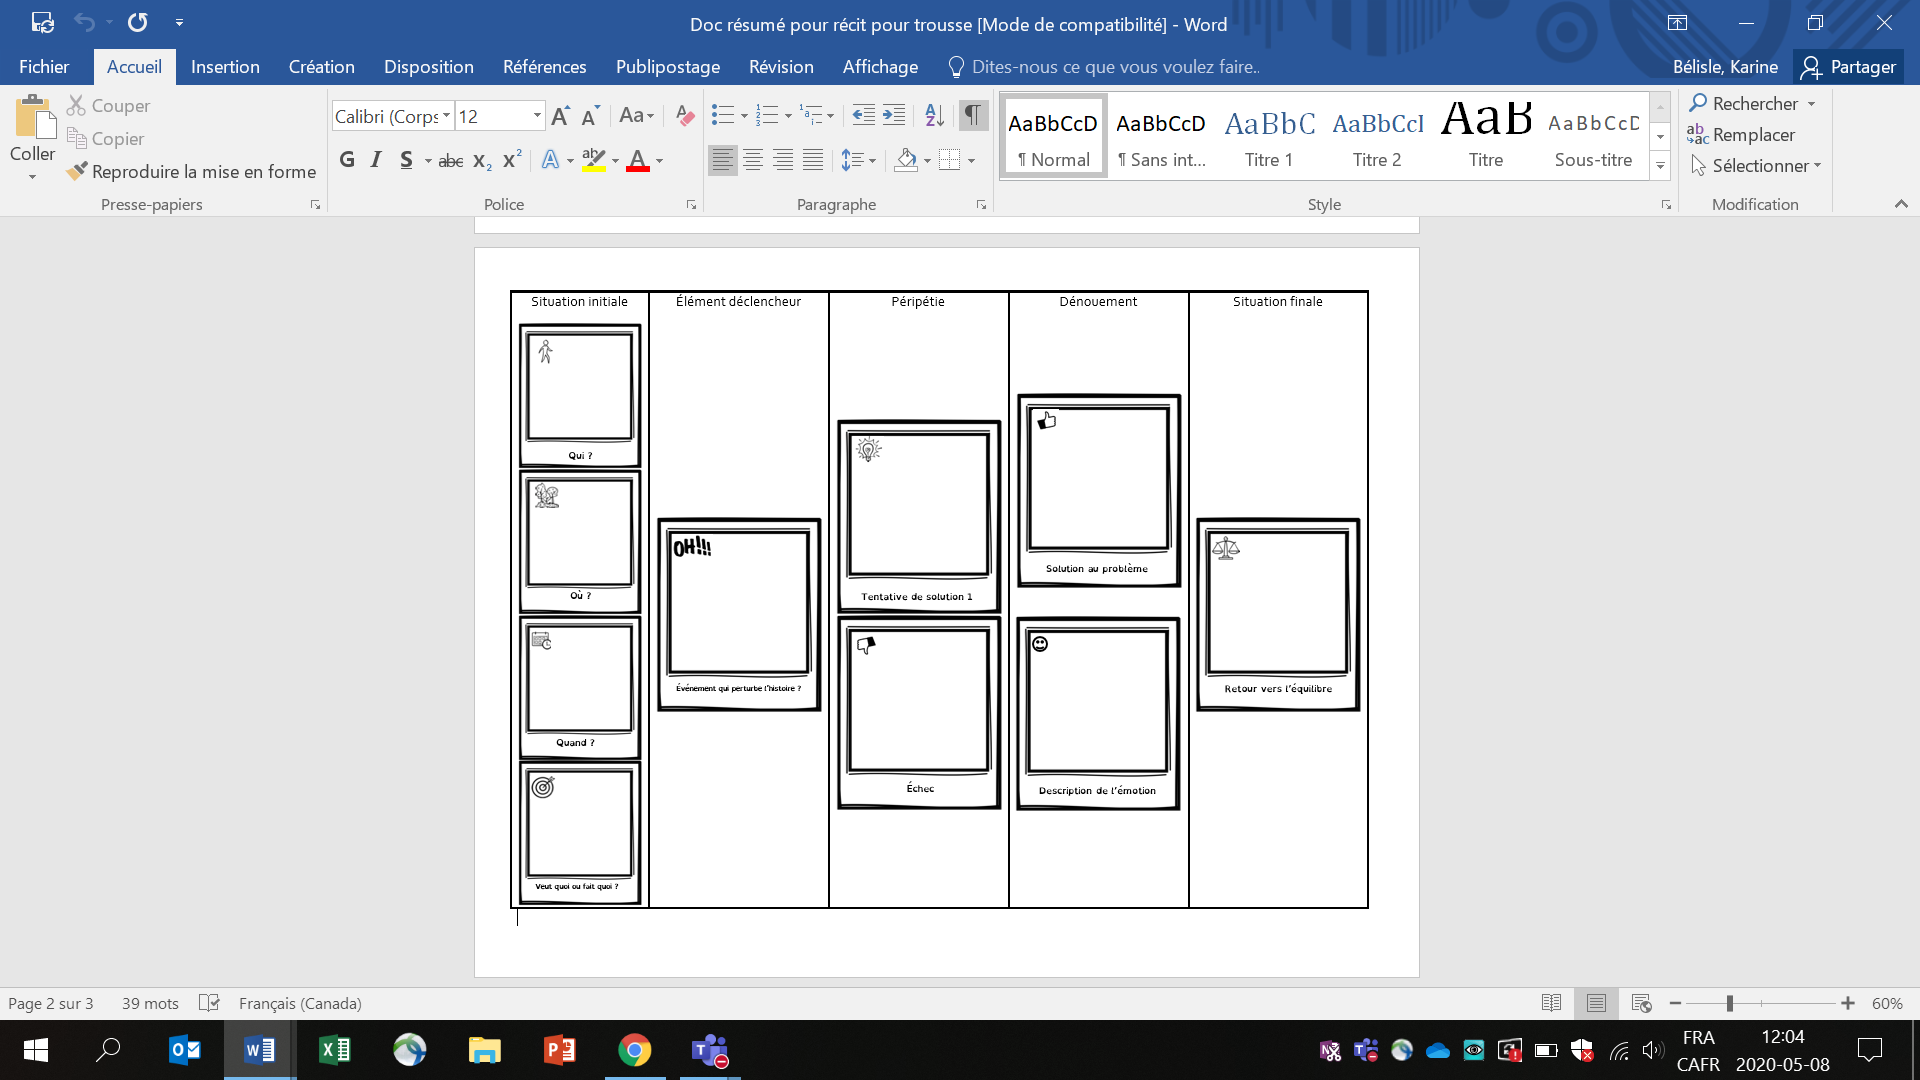 Doc résumé pour récit pour trousse [Mode de compatibilité] - Word
Fichier Accueil Insertion Création Disposition Références Publipostage Révision Affichage Dites-nous ce que vous voulez faire.. Bélisle, Karine Partager
Coller
Couper
Copier
Reproduire la mise en forme
Presse-papiers
Calibri (Corps 12
G I S abc X₂ X²
Police
Paragraphe
AaBbCcD AaBbCcD AaBbC AaBbCcI AaB AaBbCcD
¶ Normal ¶ Sans int... Titre 1 Titre 2 Titre Sous-titre
Style
Rechercher
Remplacer
Sélectionner
Modification
Situation initiale Élément déclencheur Péripétie Dénouement Situation finale
Qui ?
Où ?
Quand ?
Veut quoi ou fait quoi ?
OH!!!
Événement qui perturbe l'histoire ?
Tentative de solution 1
Échec
Solution au problème
Description de l'émotion
Retour vers l'équilibre
Page 2 sur 3 39 mots Français (Canada) 60%
FRA 12:04
CAFR 2020-05-08